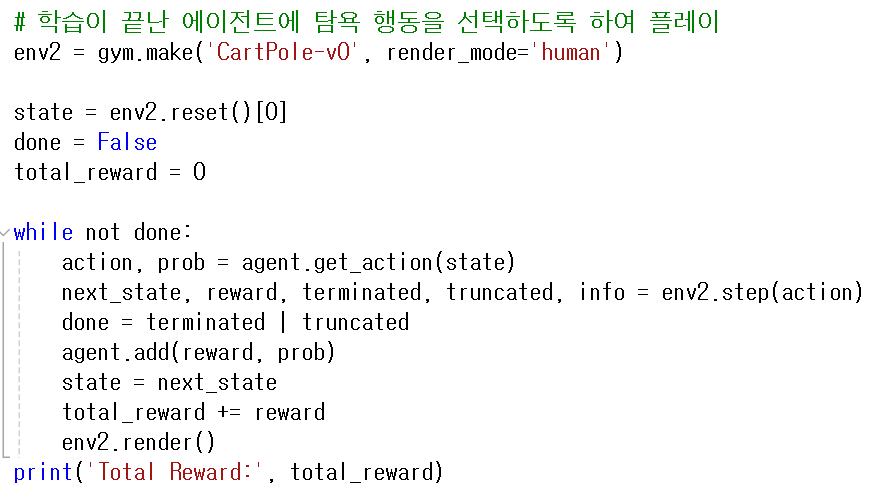 # 학습이 끝난 에이전트에 탐욕 행동을 선택하도록 하여 플레이
env2 = gym.make('CartPole-v0', render_mode='human')
state = env2.reset()[0]
done = False
total_reward = 0
while not done:
    action, prob = agent.get_action(state)
    next_state, reward, terminated, truncated, info = env2.step(action)
    done = terminated | truncated
    agent.add(reward, prob)
    state = next_state
    total_reward += reward
    env2.render()
print('Total Reward:', total_reward)